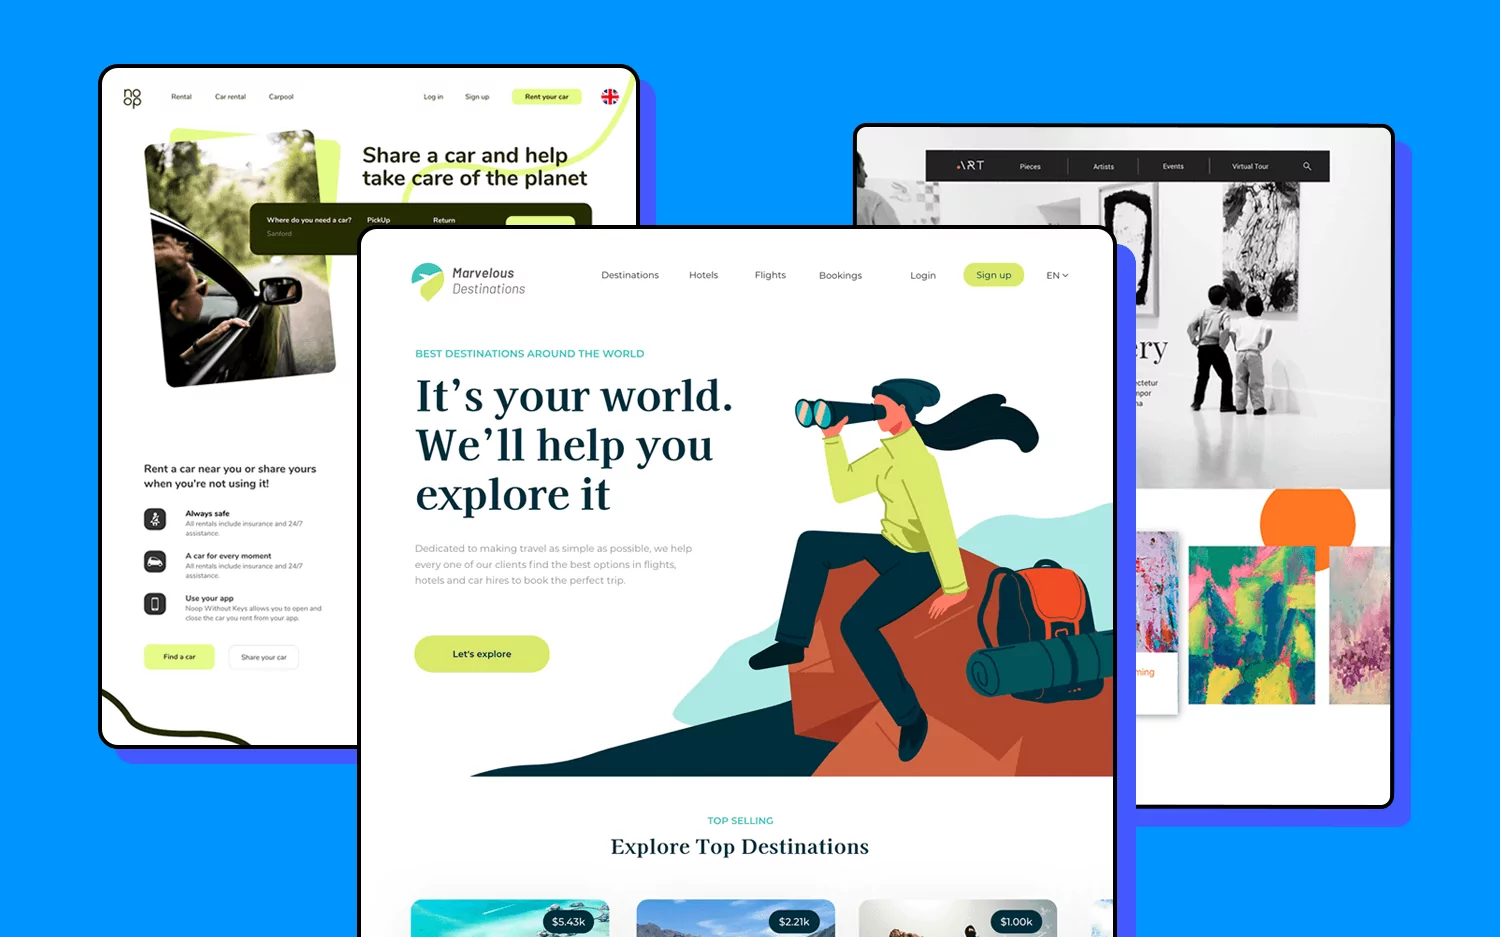 no
op
Rental
Car rental
Carpool
Log in
Sign up
Rent your car
Share a car and help
take care of the planet
Where do you need a car?
PickUp
Return
Sanford
Rent a car near you or share yours
when you're not using it!
Always safe
All rentals include insurance and 24/7
assistance.
A car for every moment
All rentals include insurance and 24/7
assistance.
Use your app
Noop Without Keys allows you to open and
close the car you rent from your app.
Find a car
Share your car
Marvelous
Destinations
Destinations
Hotels
Flights
Bookings
Login
Sign up
EN
BEST DESTINATIONS AROUND THE WORLD
It's your world.
We'll help you
explore it
Dedicated to making travel as simple as possible, we help
every one of our clients find the best options in flights,
hotels and car hires to book the perfect trip.
Let's explore
TOP SELLING
Explore Top Destinations
$5.43k
$2.21k
$1.00k
ART
Pieces
Artists
Events
Virtual Tour
ery
ectetur
mpor
na
ming